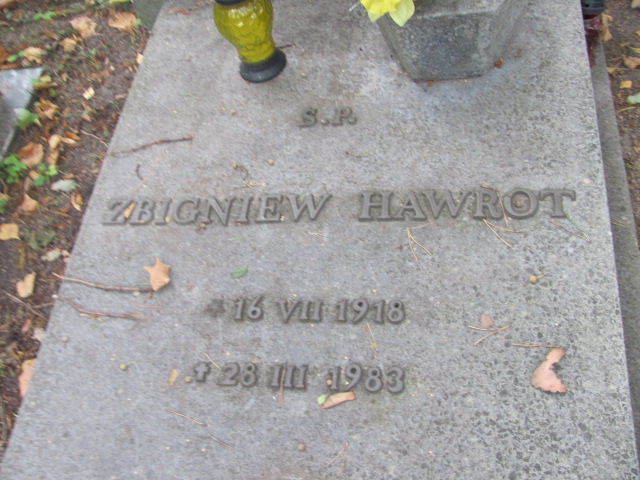 S.P.
ZBIGNIEW HAWROT
* 16 VII 1918
✝ 28 III 1983